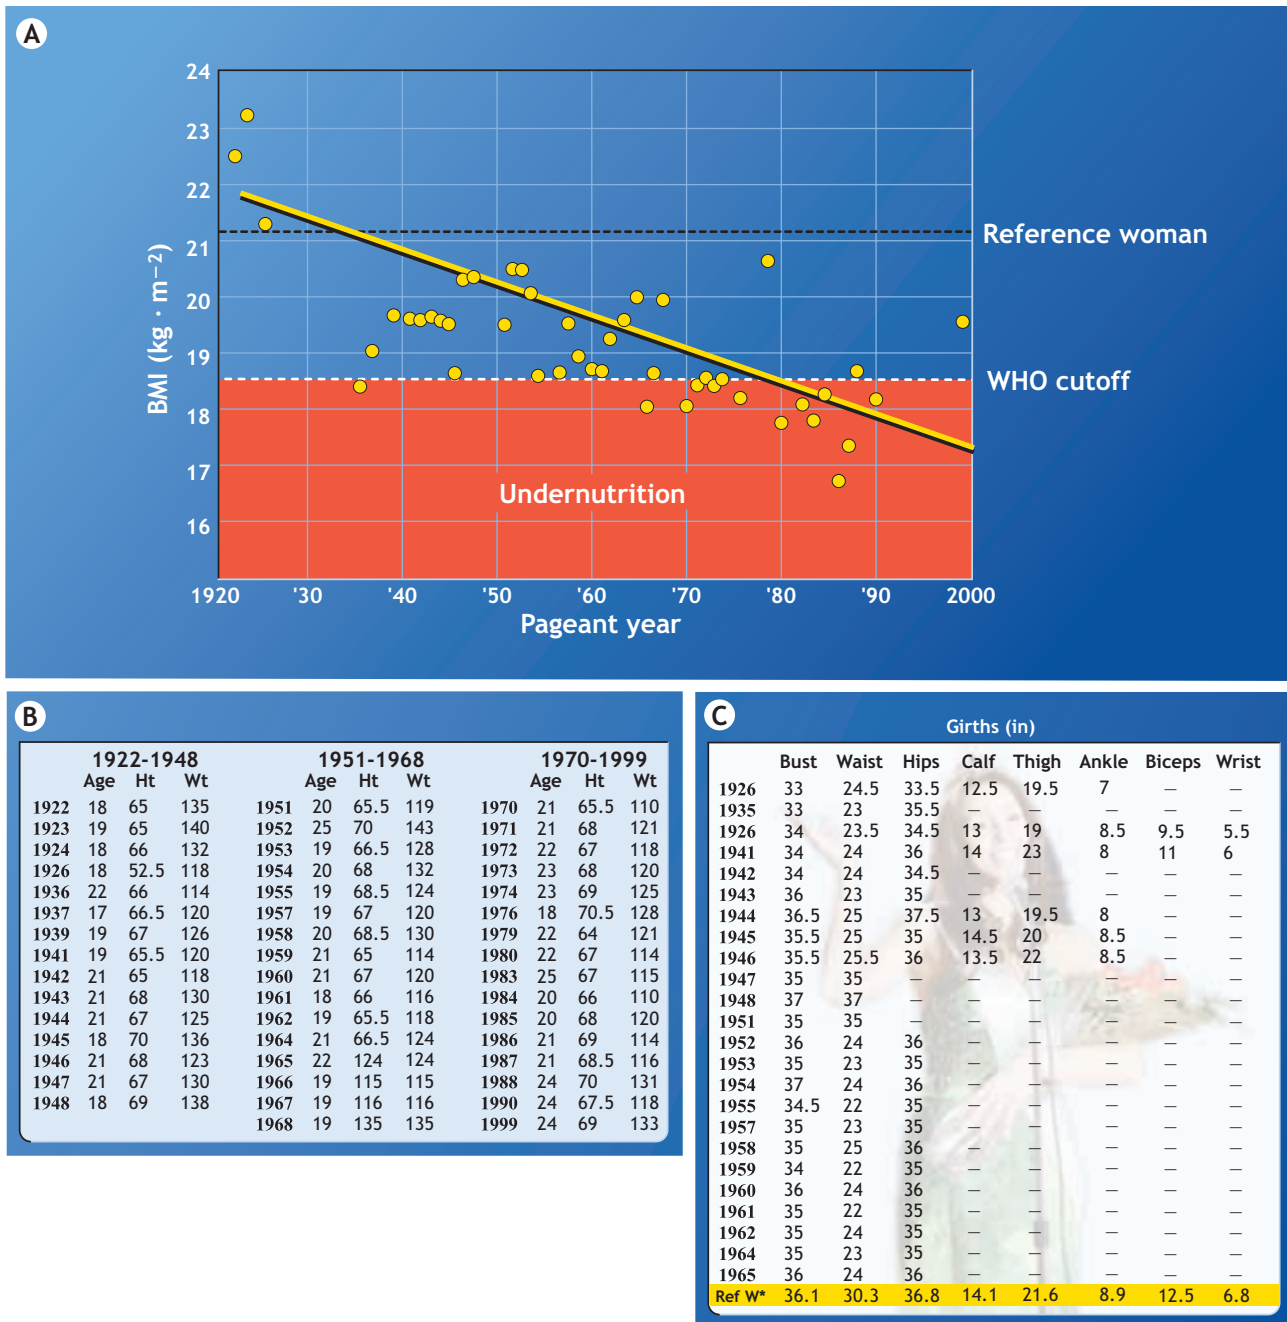 A
24
23
22
21
20
19
18
17
16
BMI (kg · m−2)
Reference woman
WHO cutoff
Undernutrition
1920 '30 '40 '50 '60 '70 '80 '90 2000
Pageant year
B
1922-1948 1951-1968 1970-1999
Age Ht Wt Age Ht Wt Age Ht Wt
1922 18 65 135 1951 20 65.5 119 1970 21 65.5 110
1923 19 65 140 1952 25 70 143 1971 21 68 121
1924 18 66 132 1953 19 66.5 128 1972 22 67 118
1926 18 52.5 118 1954 20 68 132 1973 23 68 120
1936 22 66 114 1955 19 68.5 124 1974 23 69 125
1937 17 66.5 120 1957 19 67 120 1976 18 70.5 128
1939 19 67 126 1958 20 68.5 130 1979 22 64 121
1941 19 65.5 120 1959 21 65 114 1980 22 67 114
1942 21 65 118 1960 21 67 120 1983 25 67 115
1943 21 68 130 1961 18 66 116 1984 20 66 110
1944 21 67 125 1962 19 65.5 118 1985 20 68 120
1945 18 70 136 1964 21 66.5 124 1986 21 69 114
1946 21 68 123 1965 22 124 124 1987 21 68.5 116
1947 21 67 130 1966 19 115 115 1988 24 70 131
1948 18 69 138 1967 19 116 116 1990 24 67.5 118
1968 19 135 135 1999 24 69 133
C
Girths (in)
Bust Waist Hips Calf Thigh Ankle Biceps Wrist
1926 33 24.5 33.5 12.5 19.5 7 — —
1935 33 23 35.5 — — — — —
1926 34 23.5 34.5 13 19 8.5 9.5 5.5
1941 34 24 36 14 23 8 11 6
1942 34 24 34.5 — — — — —
1943 36 23 35 — — — — —
1944 36.5 25 37.5 13 19.5 8 — —
1945 35.5 25 35 14.5 20 8.5 — —
1946 35.5 25.5 36 13.5 22 8.5 — —
1947 35 35 — — — — — —
1948 37 37 — — — — — —
1951 35 35 — — — — — —
1952 36 24 36 — — — — —
1953 35 23 35 — — — — —
1954 37 24 36 — — — — —
1955 34.5 22 35 — — — — —
1957 35 23 35 — — — — —
1958 35 25 36 — — — — —
1959 34 22 35 — — — — —
1960 36 24 36 — — — — —
1961 35 22 35 — — — — —
1962 35 24 35 — — — — —
1964 35 23 35 — — — — —
1965 36 24 36 — — — — —
Ref W* 36.1 30.3 36.8 14.1 21.6 8.9 12.5 6.8